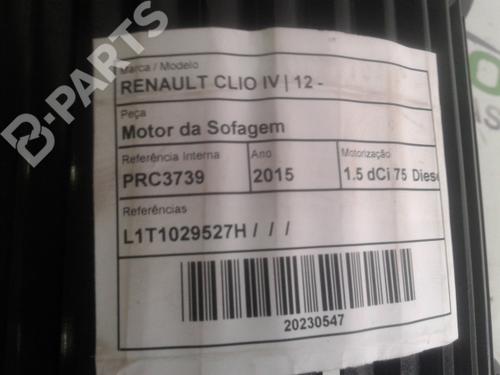 B-PARTS
Marca / Modelo
RENAULT CLIO IV | 12 -
Peça
Motor da Sofagem
Referência Interna Ano Motorização
PRC3739 2015 1.5 dCi 75 Diese
Referências
L1T1029527H / / /
20230547